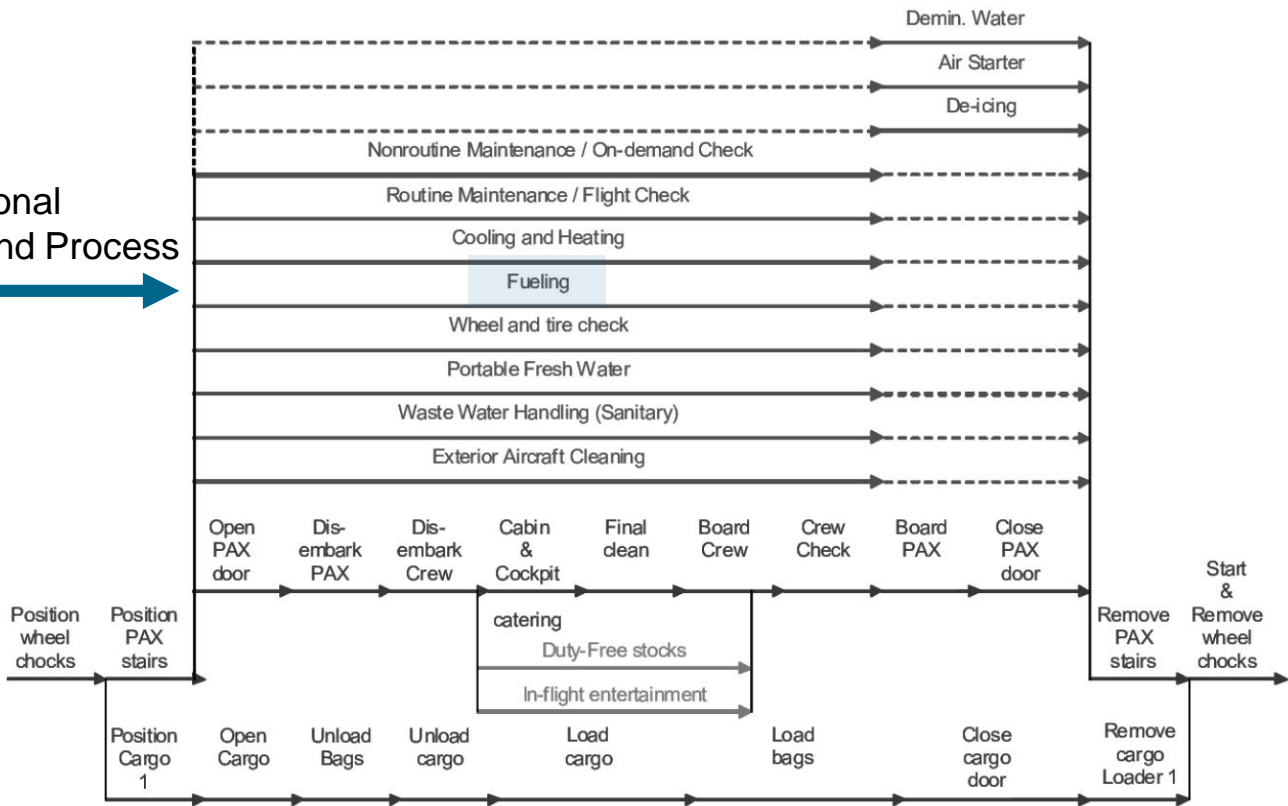 Demin. Water
Air Starter
De-icing
Nonroutine Maintenance / On-demand Check
Routine Maintenance / Flight Check
onal
nd Process
Cooling and Heating
Fueling
Wheel and tire check
Portable Fresh Water
Waste Water Handling (Sanitary)
Exterior Aircraft Cleaning
Open
PAX
door
Dis-
embark
PAX
Dis-
embark
Crew
Cabin
&
Cockpit
catering
Final
clean
Board
Crew
Crew
Check
Board
PAX
Close
PAX
door
Duty-Free stocks
In-flight entertainment
Position
wheel
chocks
Position
PAX
stairs
Remove
PAX
stairs
Start
&
Remove
wheel
chocks
Position
Cargo
1
Open
Cargo
Unload
Bags
Unload
cargo
Load
cargo
Load
bags
Close
cargo
door
Remove
cargo
Loader 1